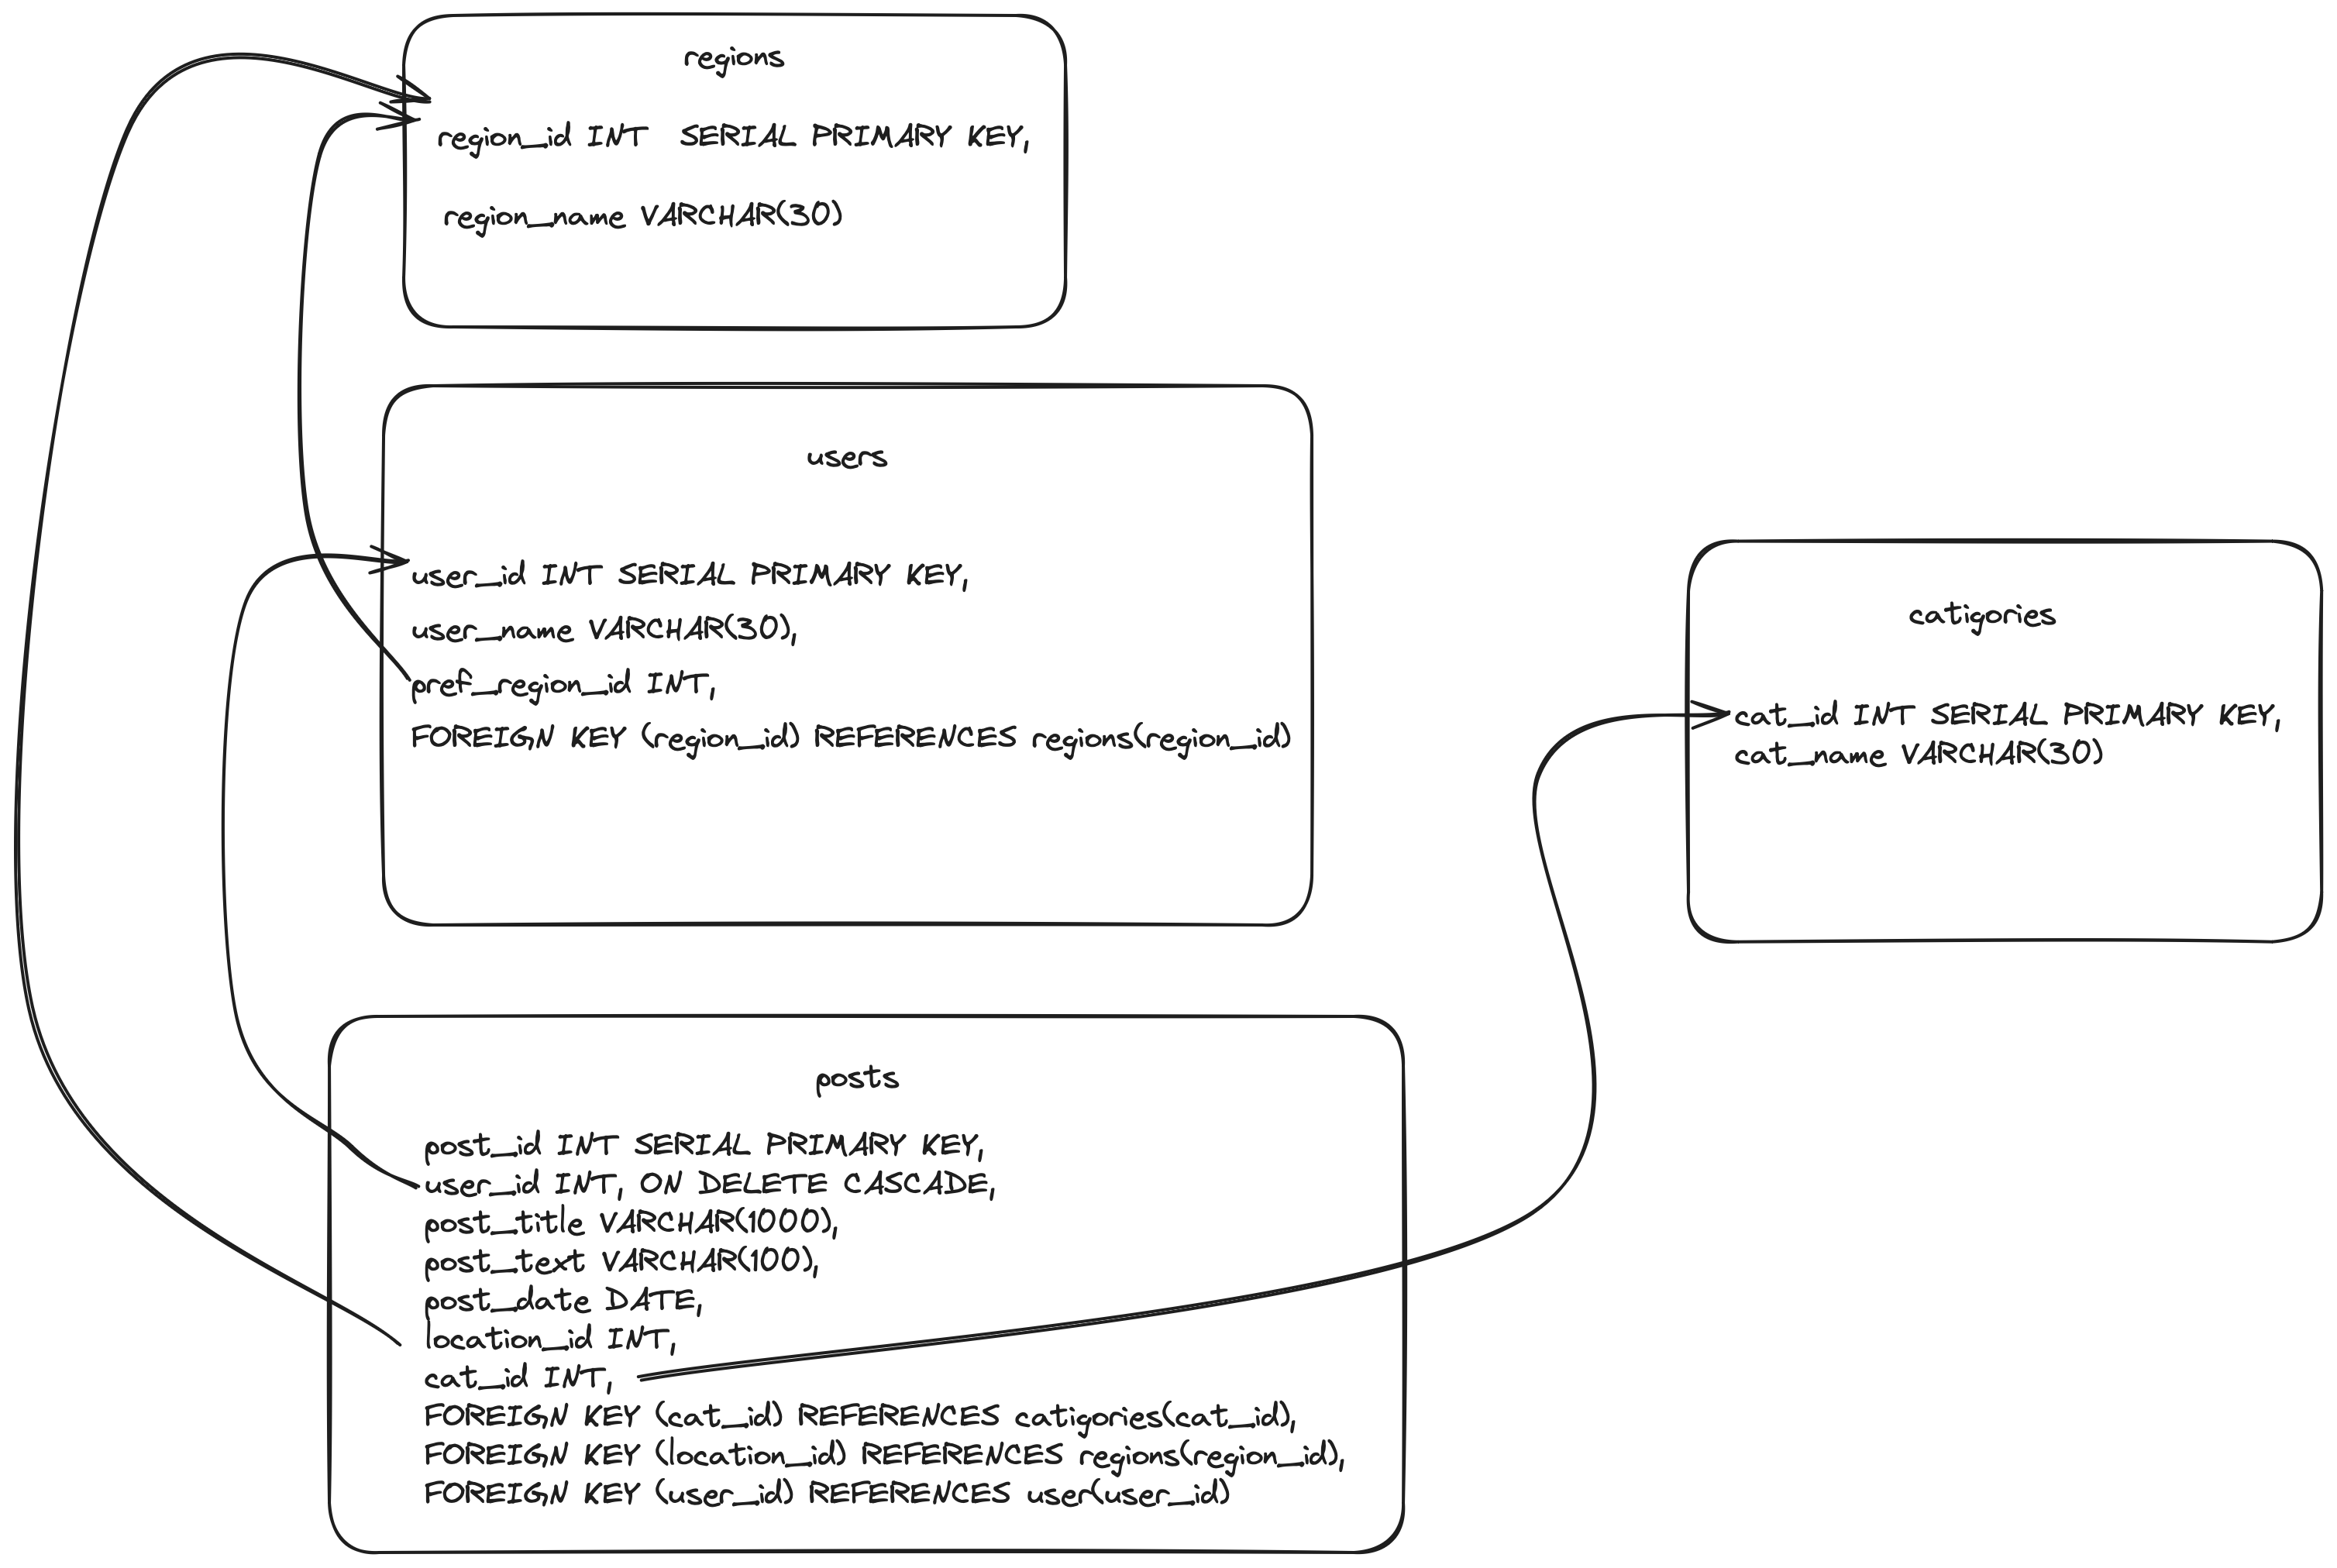 regions
region_id INT  SERIAL PRIMARY KEY,
region_name VARCHAR(30)
users
user_id INT SERIAL PRIMARY KEY,
user_name VARCHAR(30),
pref_region_id INT,
FOREIGN KEY (region_id) REFERENCES regions(region_id)
catigories
cat_id INT SERIAL PRIMARY KEY,
cat_name VARCHAR(30)
posts
post_id INT SERIAL PRIMARY KEY,
user_id INT, ON DELETE CASCADE,
post_title VARCHAR(1000),
post_text VARCHAR(100),
post_date DATE,
location_id INT,
cat_id INT,
FOREIGN KEY (cat_id) REFERENCES catigories(cat_id),
FOREIGN KEY (location_id) REFERENCES regions(region_id),
FOREIGN KEY (user_id) REFERENCES user(user_id)